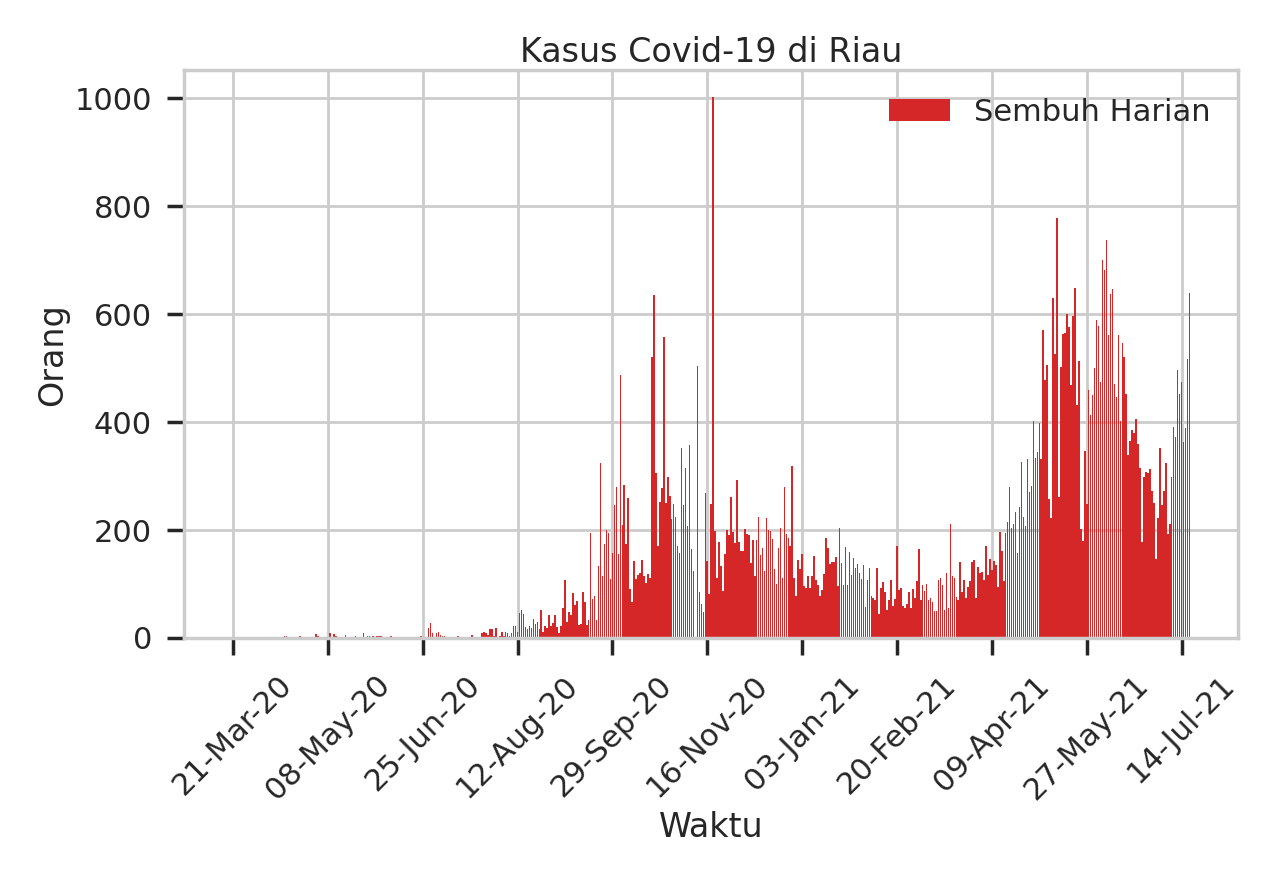 Kasus Covid-19 di Riau
Sembuh Harian
Orang
1000
800
600
400
200
0
21-Mar-20
08-May-20
25-Jun-20
12-Aug-20
29-Sep-20
16-Nov-20
03-Jan-21
20-Feb-21
09-Apr-21
27-May-21
14-Jul-21
Waktu